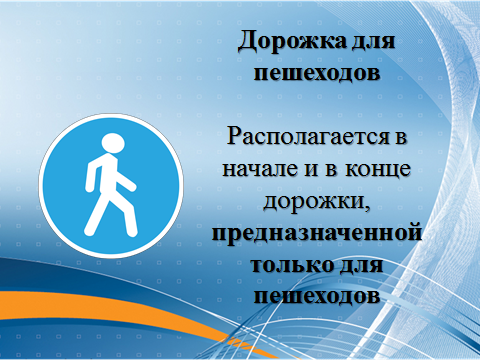 Дорожка для
пешеходов
Располагается в
начале и в конце
дорожки,
предназначенной
только для
пешеходов